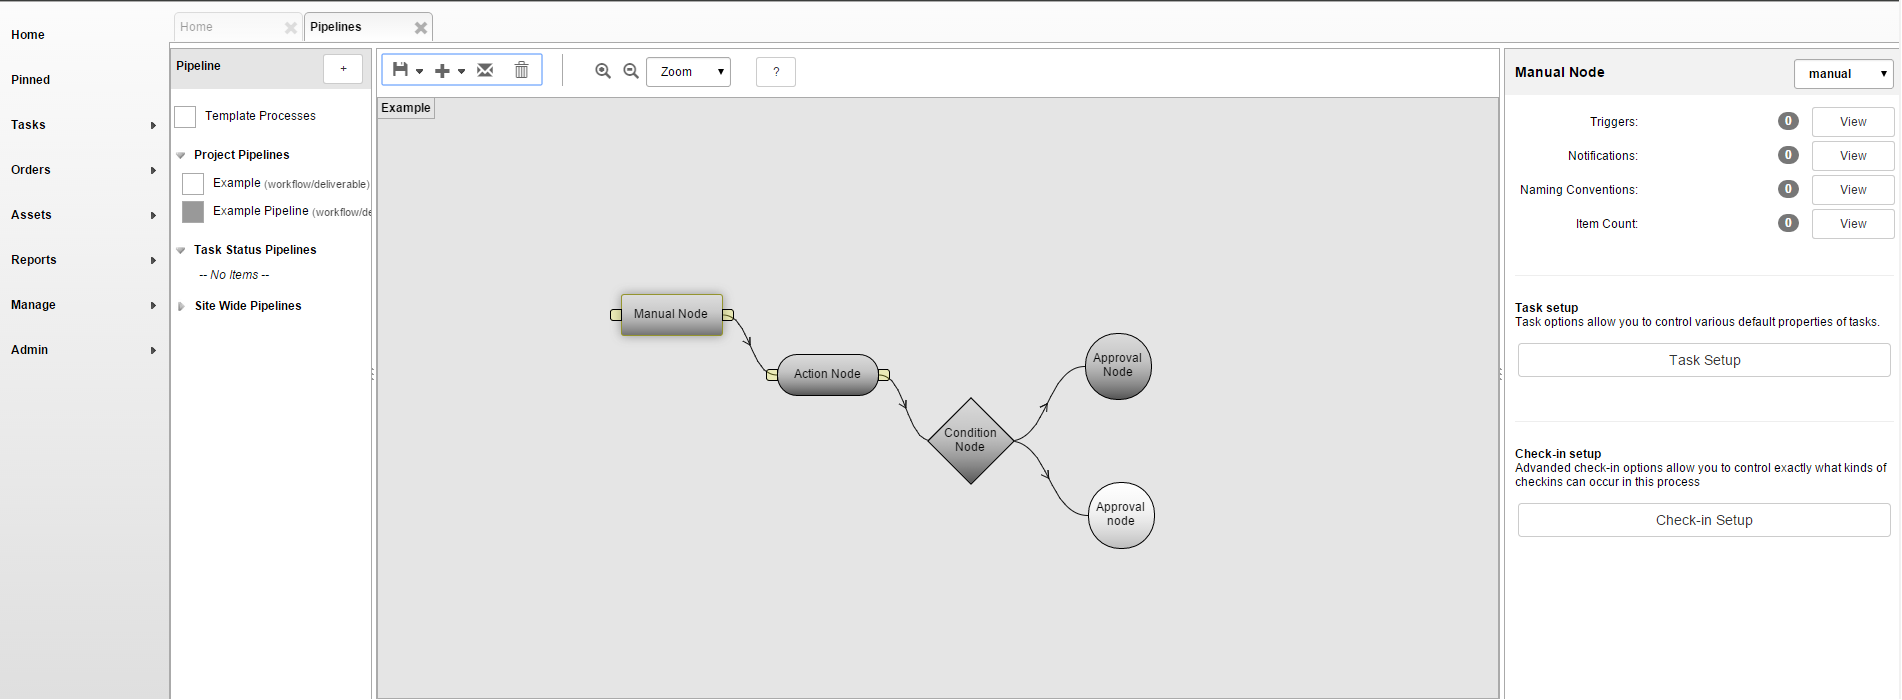 Home
Pinned
Tasks
Orders
Assets
Reports
Manage
Admin
Home
Pipelines
Pipeline
+
Template Processes
Project Pipelines
Example (workflow/deliverable)
Example Pipeline (workflow/de
Task Status Pipelines
-- No Items --
Site Wide Pipelines
Zoom
?
Example
Manual Node
Action Node
Condition
Node
Approval
Node
Approval
node
Manual Node
manual
Triggers: 0 View
Notifications: 0 View
Naming Conventions: 0 View
Item Count: 0 View
Task setup
Task options allow you to control various default properties of tasks.
Task Setup
Check-in setup
Advanded check-in options allow you to control exactly what kinds of
checkins can occur in this process
Check-in Setup